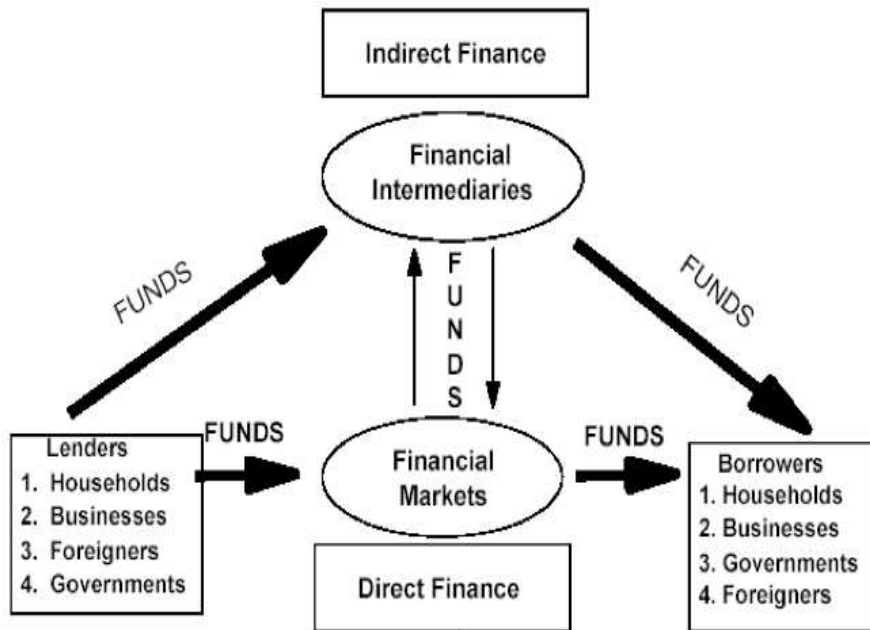 Indirect Finance
Financial
Intermediaries
FUNDS
FUNDS
FUNDS
Lenders
1. Households
2. Businesses
3. Foreigners
4. Governments
FUNDS
Financial
Markets
FUNDS
Borrowers
1. Households
2. Businesses
3. Governments
4. Foreigners
Direct Finance